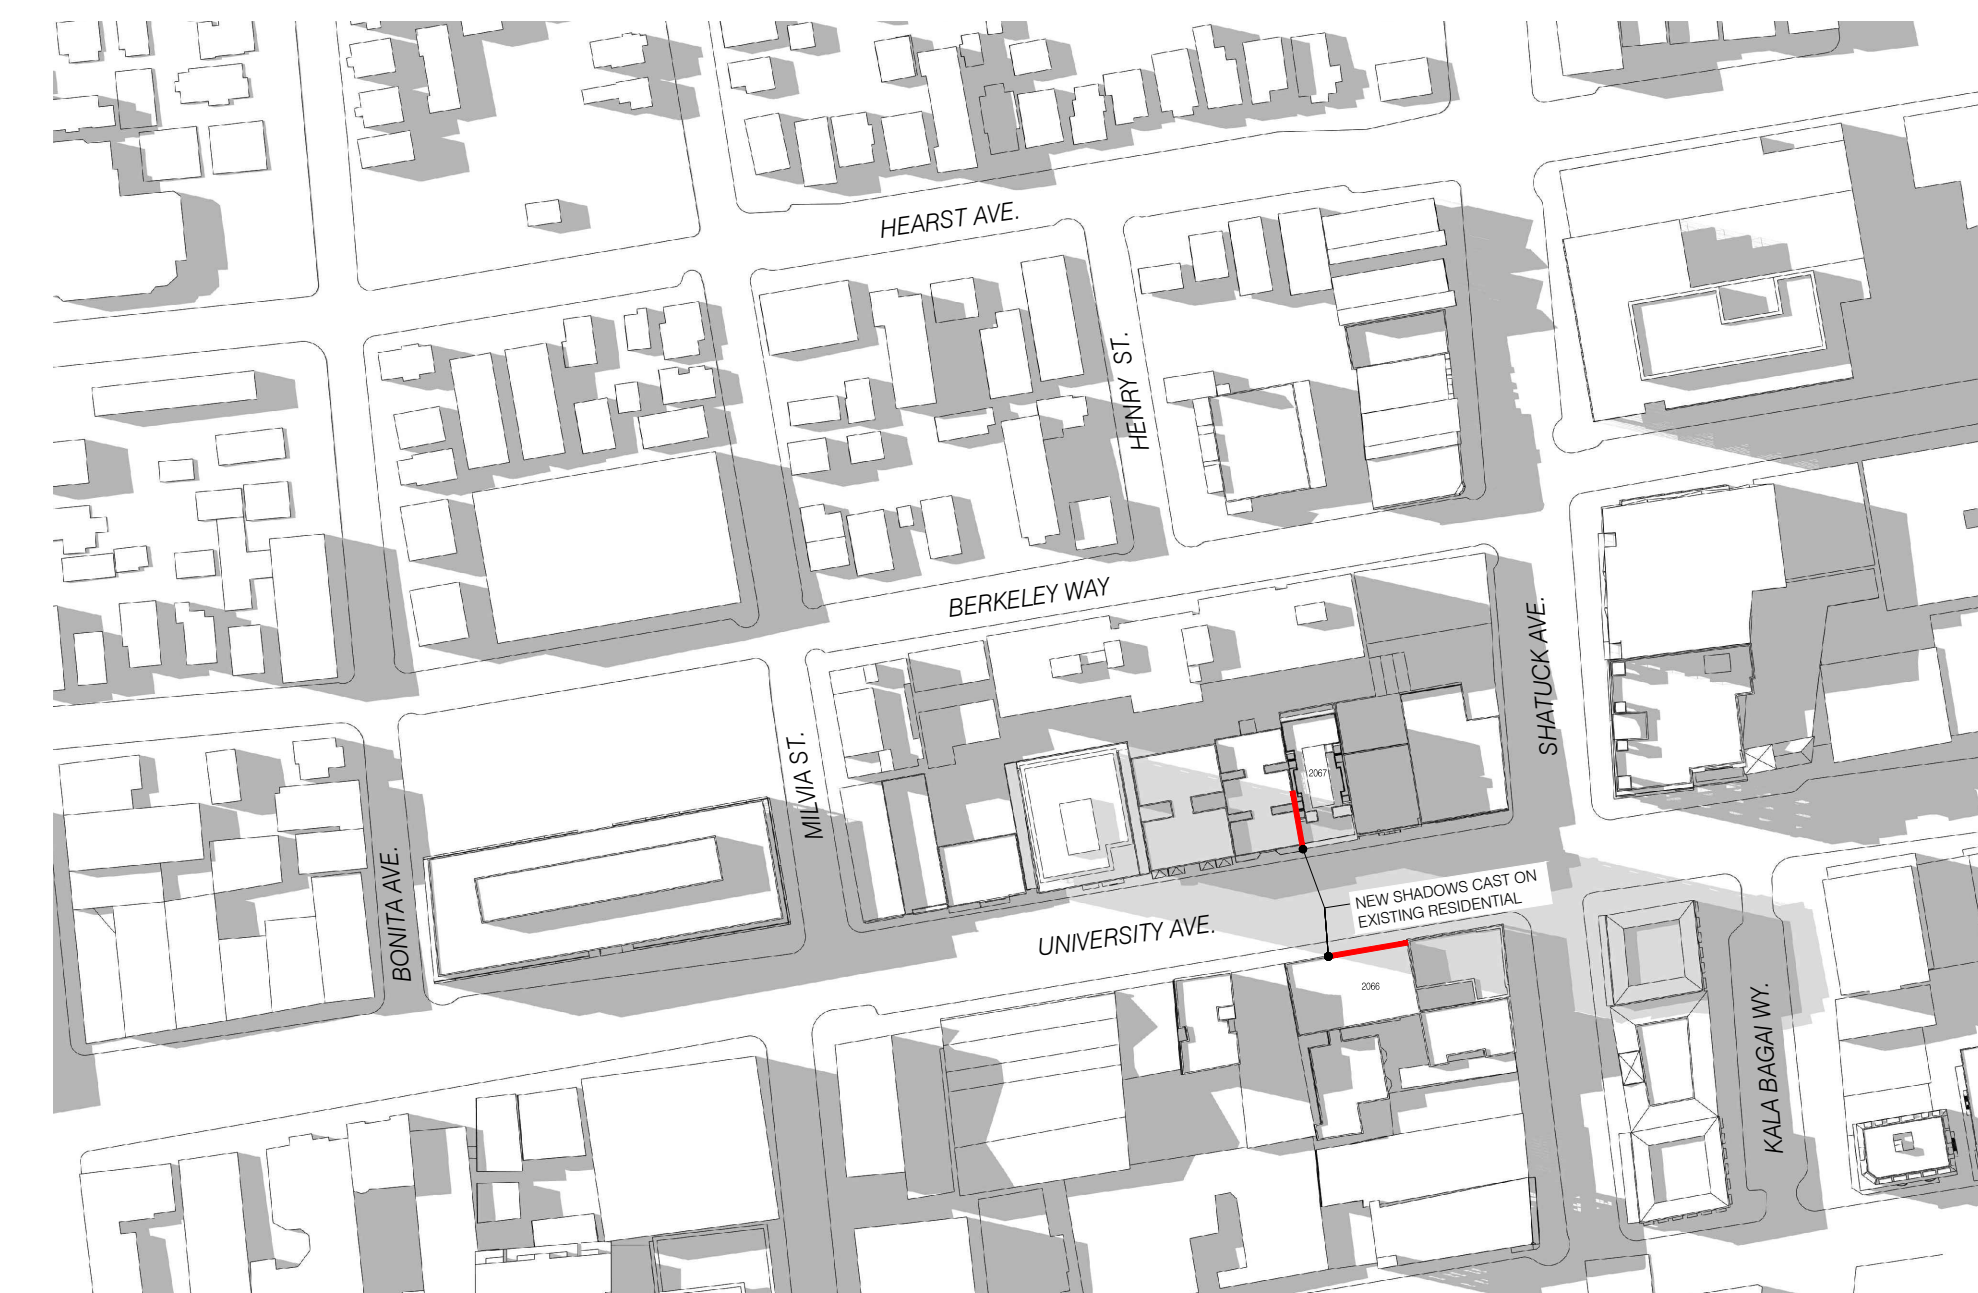 HEARST AVE.
HENRY ST.
BERKELEY WAY
SHATUCK AVE.
MILVIA ST.
2067
BONITA AVE.
NEW SHADOWS CAST ON
EXISTING RESIDENTIAL
UNIVERSITY AVE.
2066
KALA BAGAI WY.